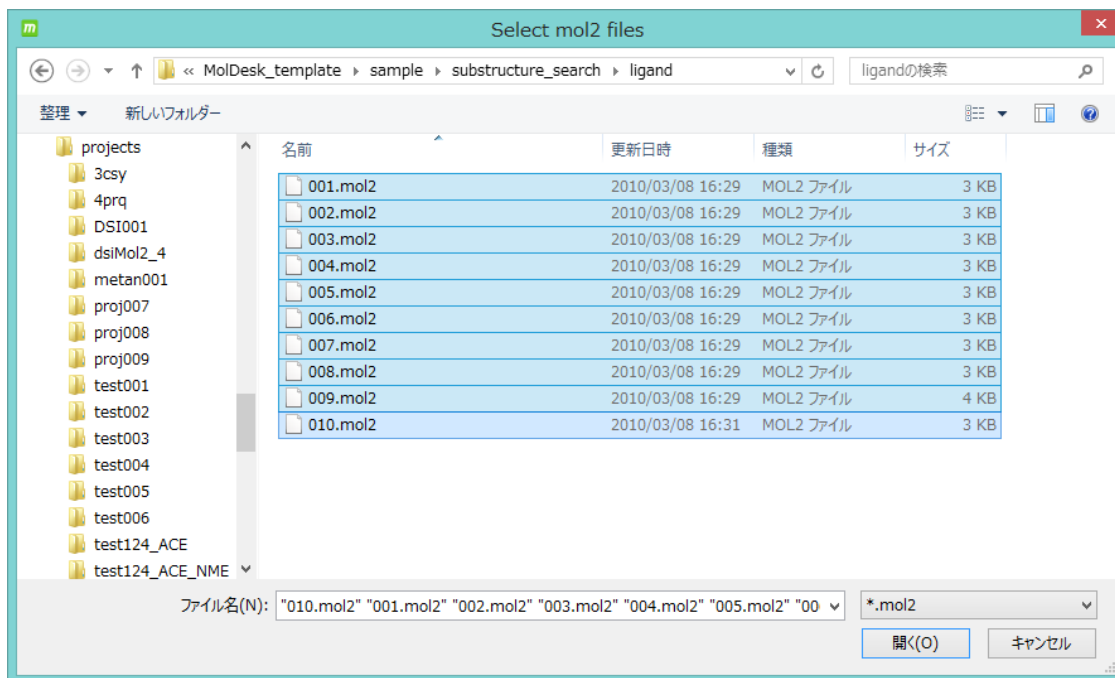 m Select mol2 files
« MolDesk_template sample substructure_search ligand ligandの検索
整理 新しいフォルダー
projects
3csy
4prq
DSI001
dsiMol2_4
metan001
proj007
proj008
proj009
test001
test002
test003
test004
test005
test006
test124_ACE
test124_ACE_NME
名前 更新日時 種類 サイズ
001.mol2 2010/03/08 16:29 MOL2 ファイル 3 KB
002.mol2 2010/03/08 16:29 MOL2 ファイル 3 KB
003.mol2 2010/03/08 16:29 MOL2 ファイル 3 KB
004.mol2 2010/03/08 16:29 MOL2 ファイル 3 KB
005.mol2 2010/03/08 16:29 MOL2 ファイル 3 KB
006.mol2 2010/03/08 16:29 MOL2 ファイル 3 KB
007.mol2 2010/03/08 16:29 MOL2 ファイル 3 KB
008.mol2 2010/03/08 16:29 MOL2 ファイル 3 KB
009.mol2 2010/03/08 16:29 MOL2 ファイル 4 KB
010.mol2 2010/03/08 16:31 MOL2 ファイル 3 KB
ファイル名(N): "010.mol2" "001.mol2" "002.mol2" "003.mol2" "004.mol2" "005.mol2" "00 *.mol2
開く(O) キャンセル